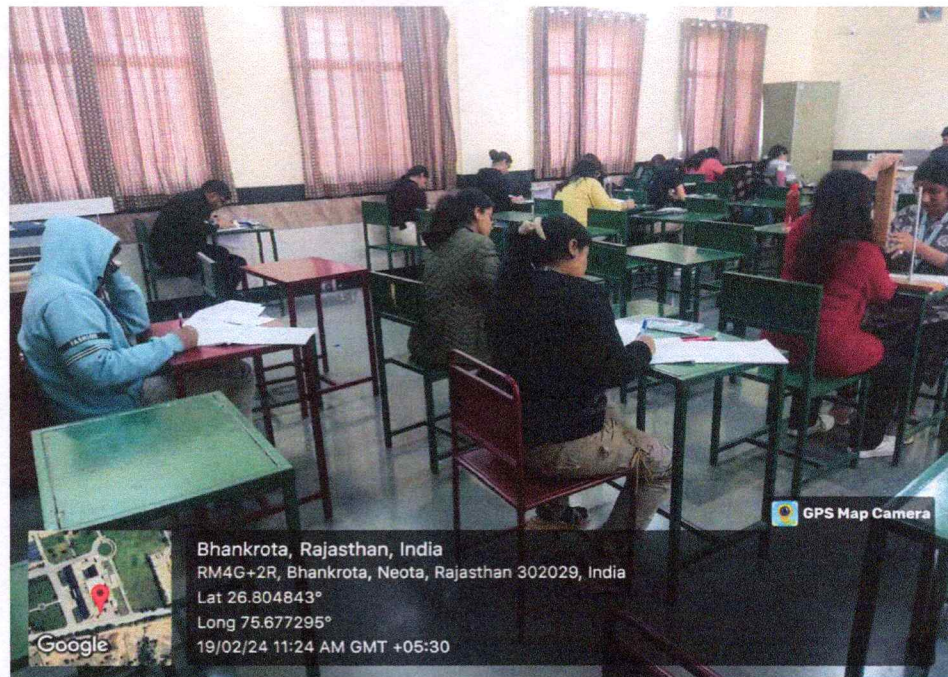 FASHION
GPS Map Camera
Bhankrota, Rajasthan, India
RM4G+2R, Bhankrota, Neota, Rajasthan 302029, India
Lat 26.804843°
Long 75.677295°
19/02/24 11:24 AM GMT +05:30
Google